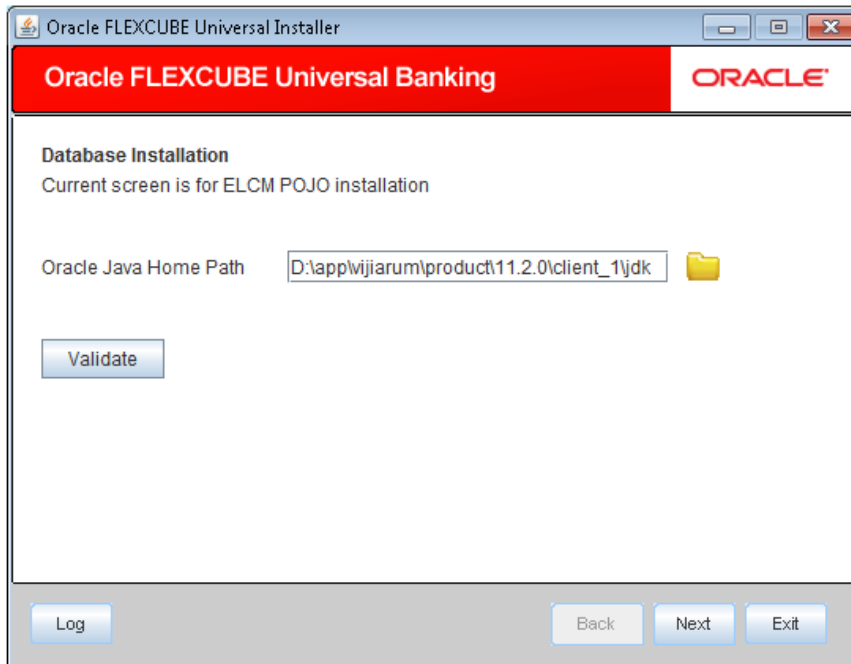 Oracle FLEXCUBE Universal Installer
Oracle FLEXCUBE Universal Banking
ORACLE
Database Installation
Current screen is for ELCM POJO installation
Oracle Java Home Path D:\app\vijiarum\product\11.2.0\client_1\jdk
Validate
Log Back Next Exit